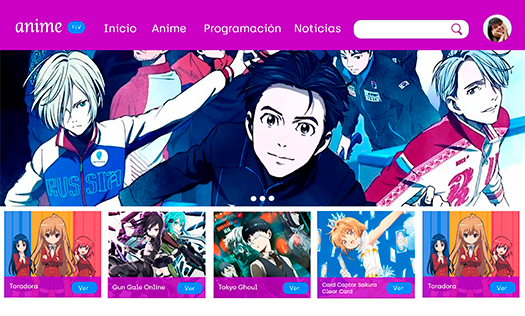 anime FLV Inicio Anime Programación Noticias
RUSSIA
Toradora Ver
Gun Gale Online Ver
Tokyo Ghoul Ver
Card Captor Sakura
Clear Card Ver
Toradora Ver